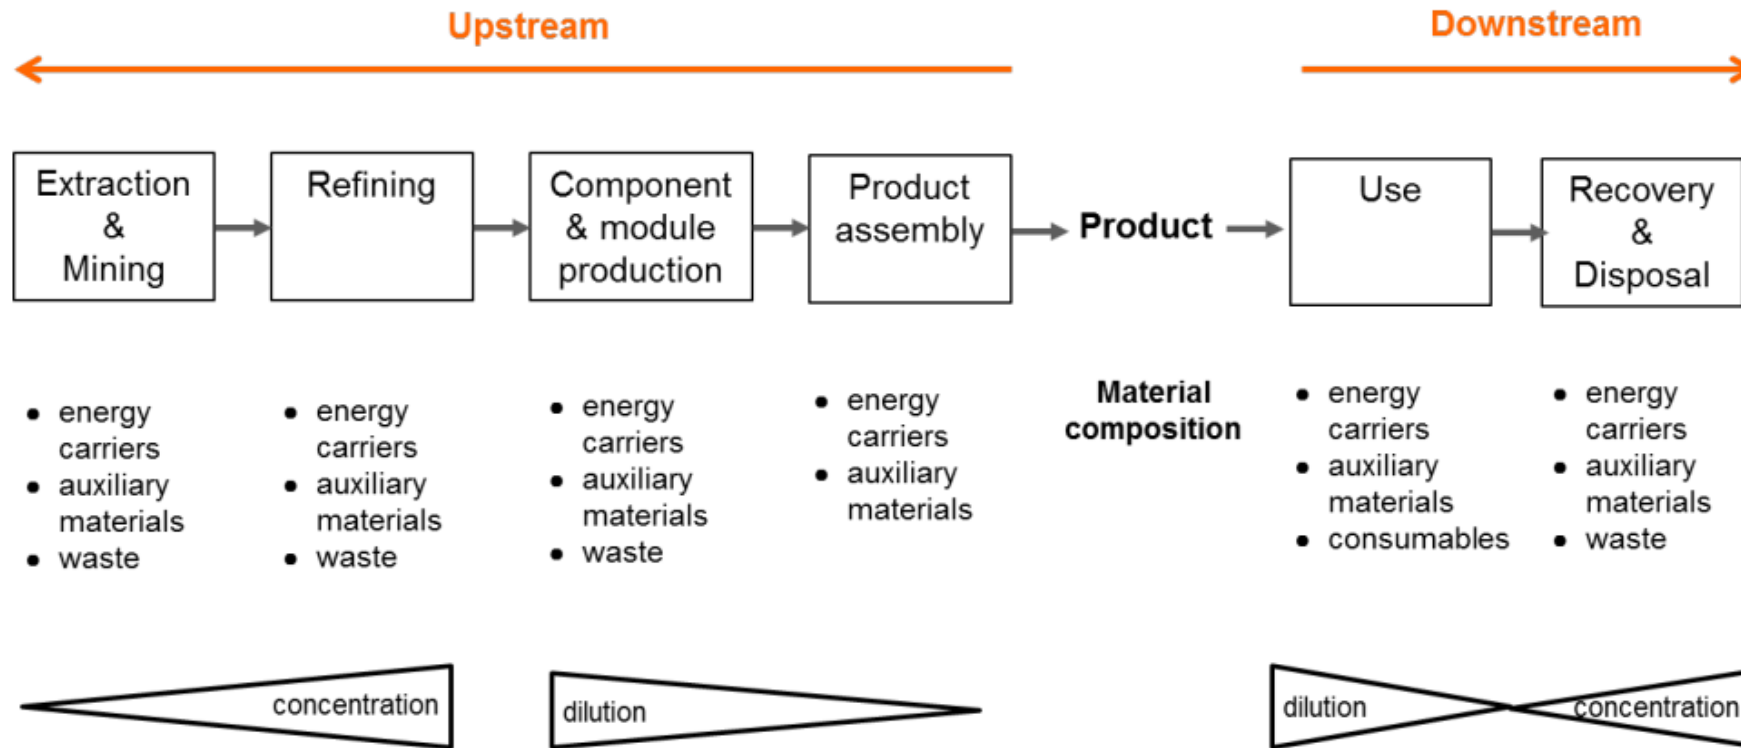 Upstream
Downstream
Extraction
&
Mining
Refining
Component
& module
production
Product
assembly
Product
Use
Recovery
&
Disposal
• energy
carriers
• auxiliary
materials
• waste
• energy
carriers
• auxiliary
materials
• waste
• energy
carriers
• auxiliary
materials
• waste
• energy
carriers
• auxiliary
materials
Material
composition
• energy
carriers
• auxiliary
materials
• consumables
• energy
carriers
• auxiliary
materials
• waste
concentration
dilution
dilution
concentration